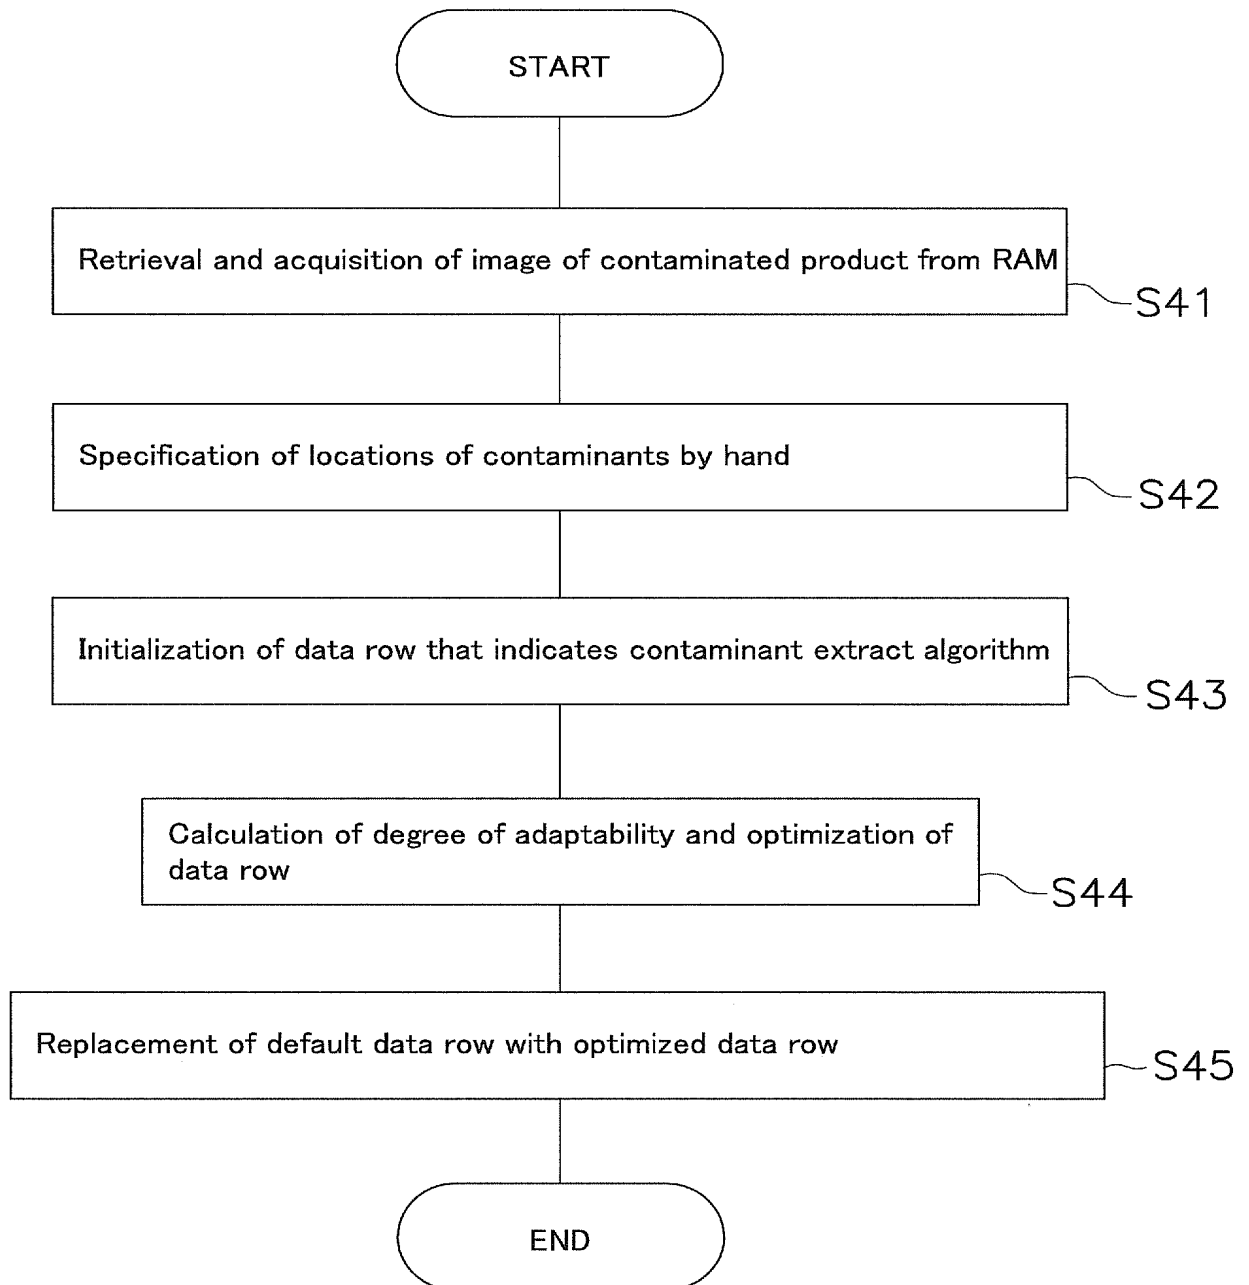 START
Retrieval and acquisition of image of contaminated product from RAM
S41
Specification of locations of contaminants by hand
S42
Initialization of data row that indicates contaminant extract algorithm
S43
Calculation of degree of adaptability and optimization of
data row
S44
Replacement of default data row with optimized data row
S45
END